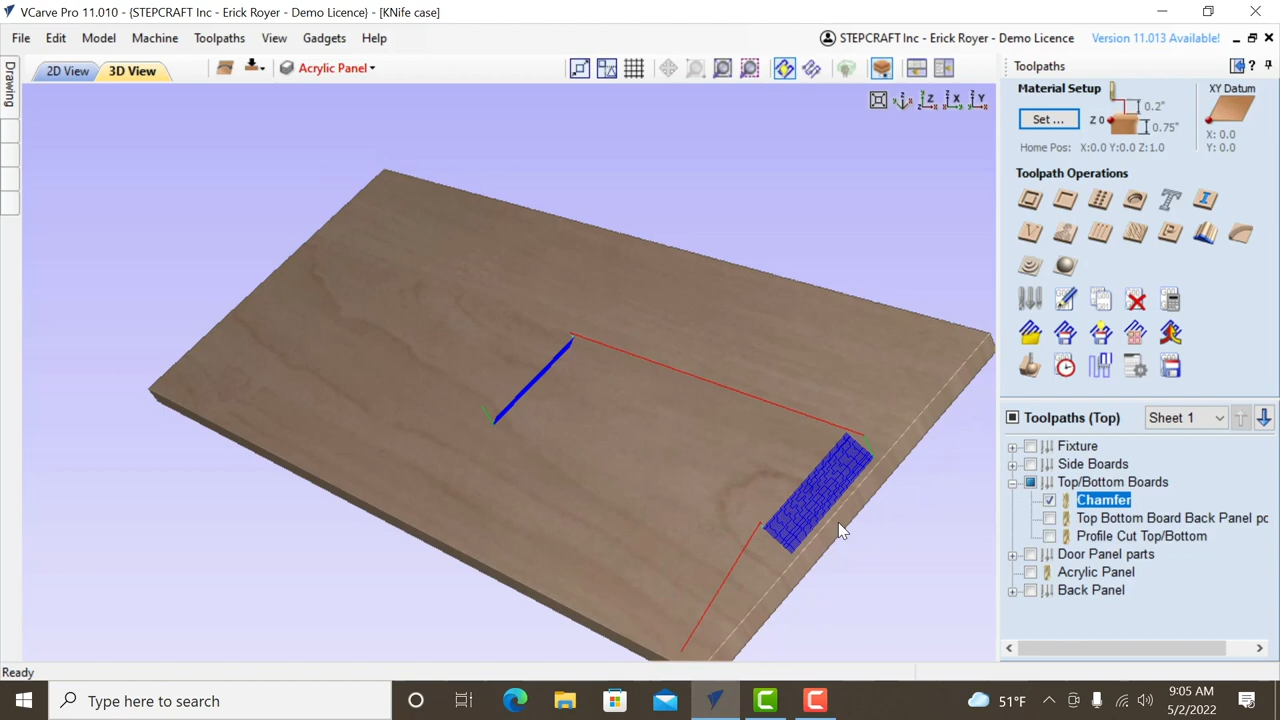 VCarve Pro 11.010 - {STEPCRAFT Inc - Erick Royer - Demo Licence} - [KNife case]
File Edit Model Machine Toolpaths View Gadgets Help
STEPCRAFT Inc - Erick Royer - Demo Licence Version 11.013 Available!
Drawing
2D View 3D View Acrylic Panel
Z X Y
Toolpaths
Material Setup
XY Datum
Set ...
Z 0
0.2"
0.75"
X: 0.0
Y: 0.0
Home Pos: X:0.0 Y:0.0 Z:1.0
Toolpath Operations
Toolpaths (Top) Sheet 1
Fixture
Side Boards
Top/Bottom Boards
Chamfer
Top Bottom Board Back Panel po
Profile Cut Top/Bottom
Door Panel parts
Acrylic Panel
Back Panel
Ready
Type here to search
51°F
9:05 AM
5/2/2022